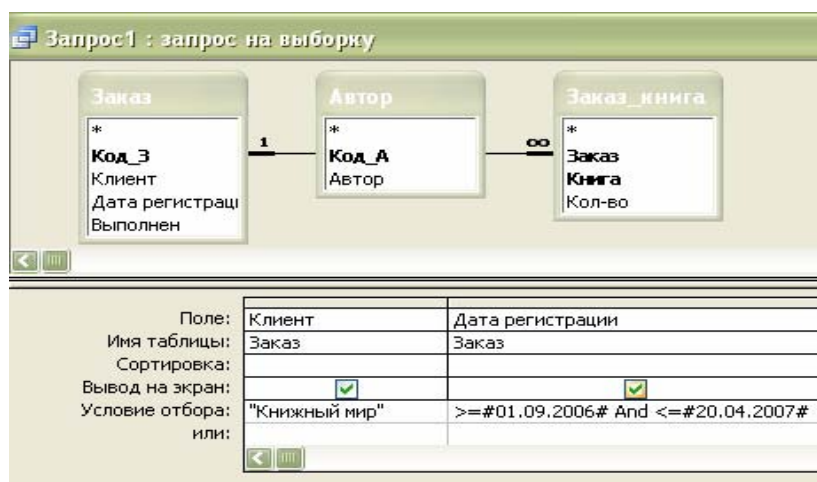 Запрос1 : запрос на выборку
Заказ
*
Код_З
Клиент
Дата регистраци
Выполнен
1
Автор
*
Код_А
Автор
∞
Заказ_книга
*
Заказ
Книга
Кол-во
Поле: Клиент Дата регистрации
Имя таблицы: Заказ Заказ
Сортировка:
Вывод на экран:
Условие отбора: "Книжный мир" >=#01.09.2006# And <=#20.04.2007#
или: